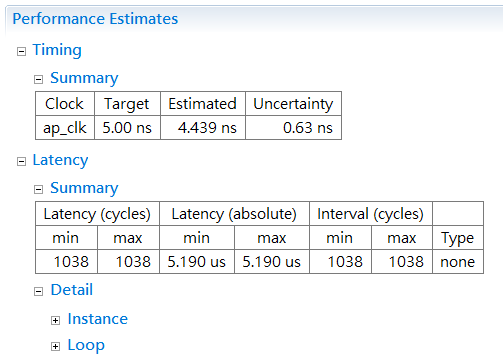 Performance Estimates
Timing
Summary
Clock Target Estimated Uncertainty
ap_clk 5.00 ns 4.439 ns 0.63 ns
Latency
Summary
Latency (cycles) Latency (absolute) Interval (cycles)
min max min max min max Type
1038 1038 5.190 us 5.190 us 1038 1038 none
Detail
Instance
Loop